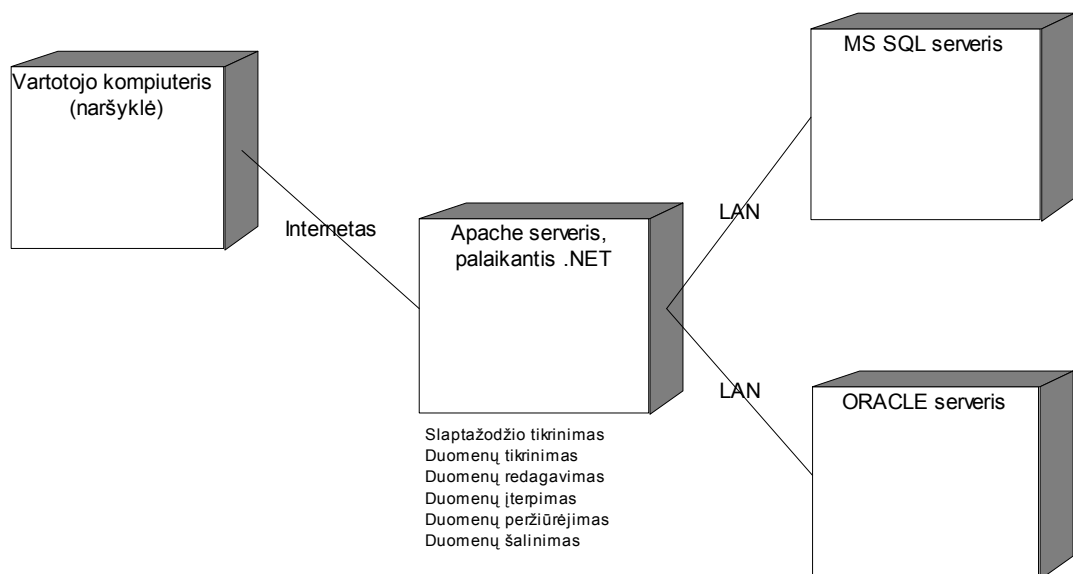 Vartotojo kompiuteris
(naršyklė)
Internetas
Apache serveris,
palaikantis .NET
Slaptažodžio tikrinimas
Duomenų tikrinimas
Duomenų redagavimas
Duomenų įterpimas
Duomenų peržiūrėjimas
Duomenų šalinimas
LAN
MS SQL serveris
LAN
ORACLE serveris